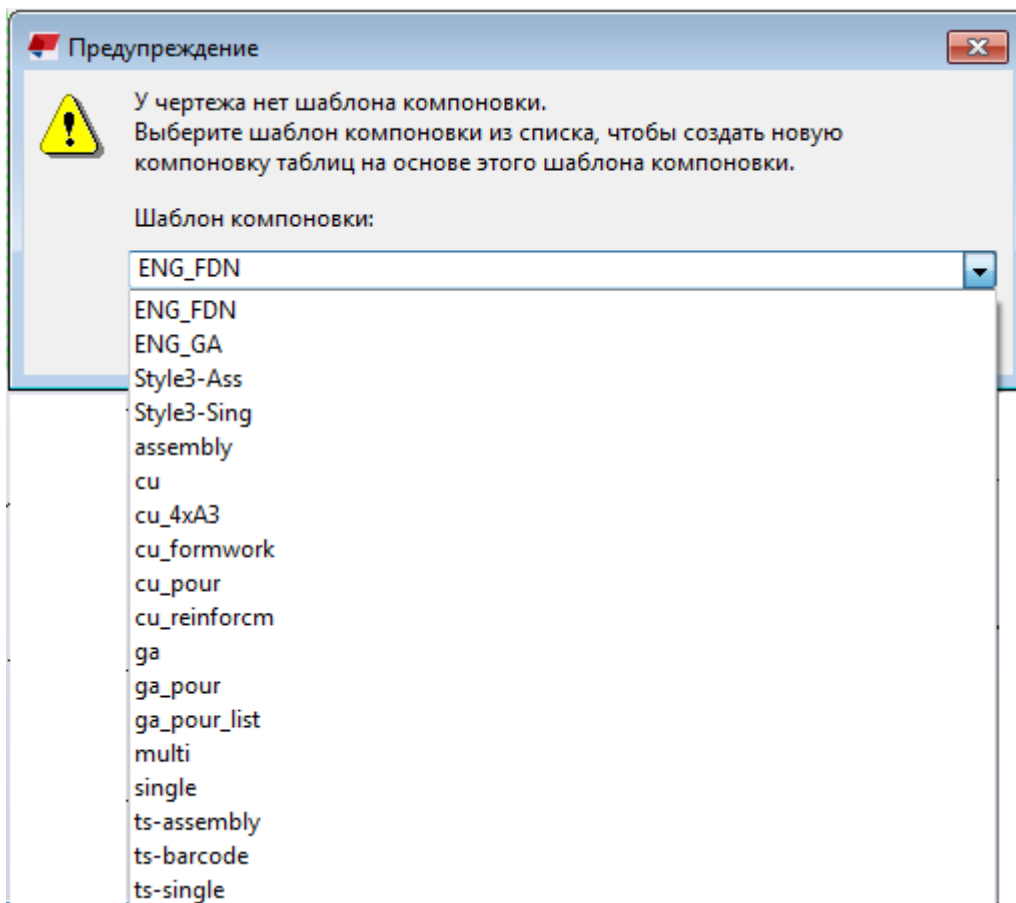 Предупреждение
У чертежа нет шаблона компоновки.
Выберите шаблон компоновки из списка, чтобы создать новую
компоновку таблиц на основе этого шаблона компоновки.
Шаблон компоновки:
ENG_FDN
ENG_FDN
ENG_GA
Style3-Ass
Style3-Sing
assembly
cu
cu_4xA3
cu_formwork
cu_pour
cu_reinforcm
ga
ga_pour
ga_pour_list
multi
single
ts-assembly
ts-barcode
ts-single